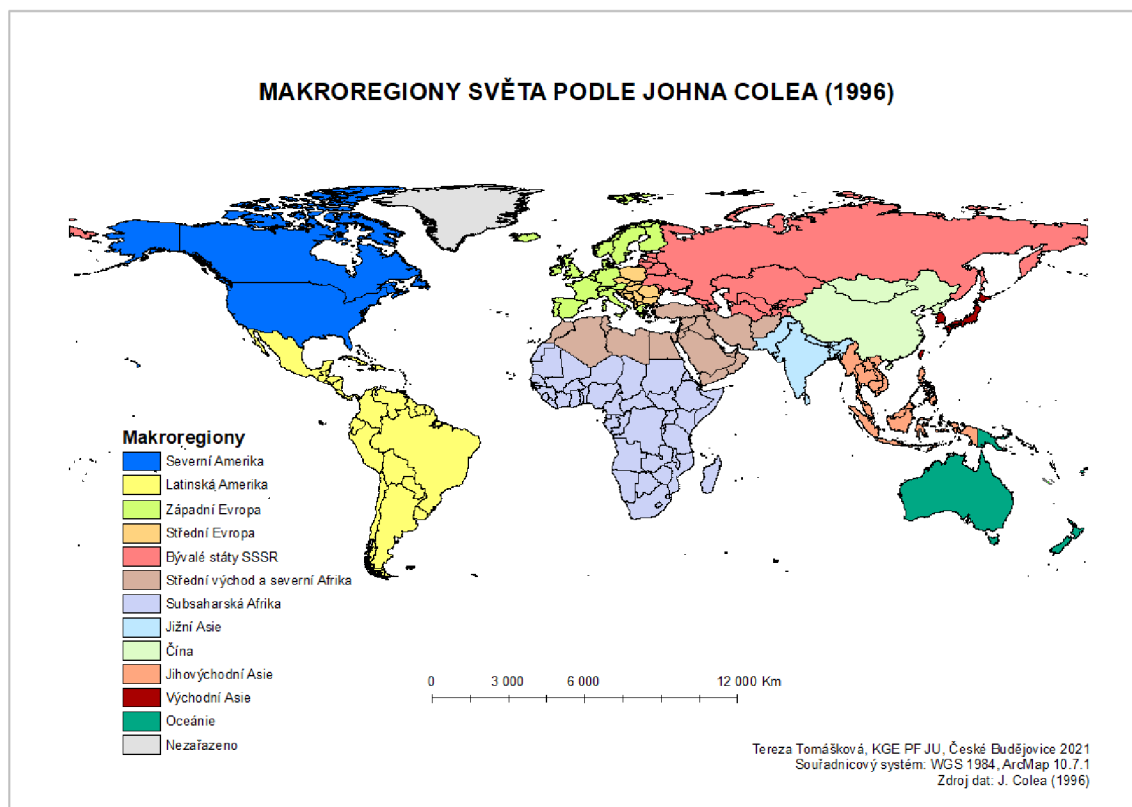 MAKROREGIONY SVĚTA PODLE JOHNA COLEA (1996)
Makroregiony
Severní Amerika
Latinská Amerika
Západní Evropa
Střední Evropa
Bývalé státy SSSR
Střední východ a severní Afrika
Subsaharská Afrika
Jižní Asie
Čína
Jihovýchodní Asie
Východní Asie
Oceánie
Nezařazeno
0 3 000 6 000 12 000 Km
Tereza Tomášková, KGE PF JU, České Budějovice 2021
Souřadnicový systém: WGS 1984, ArcMap 10.7.1
Zdroj dat: J. Colea (1996)